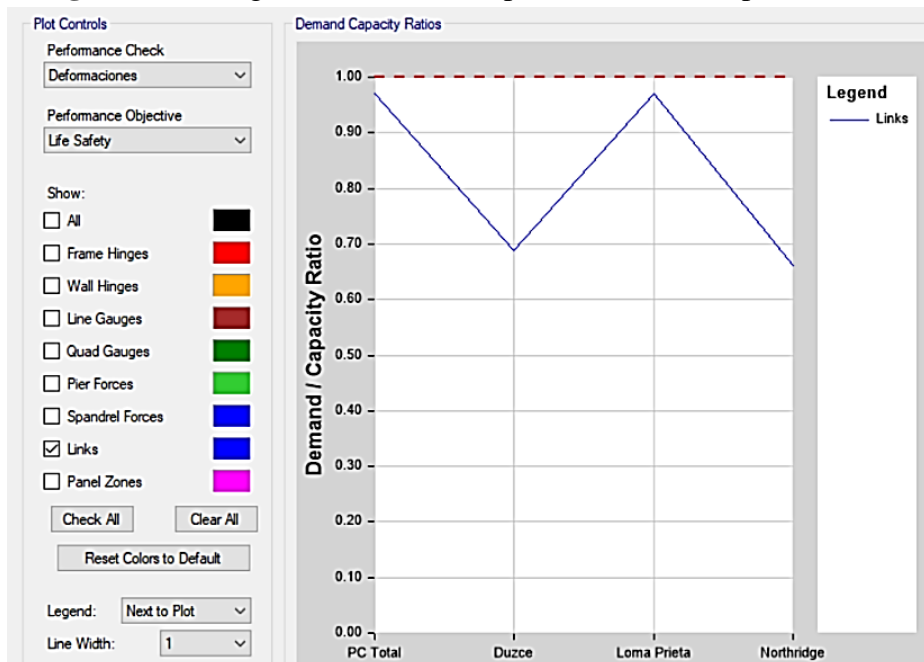 Plot Controls
Performance Check
Deformaciones
Performance Objective
Life Safety
Show:
All
Frame Hinges
Wall Hinges
Line Gauges
Quad Gauges
Pier Forces
Spandrel Forces
Links
Panel Zones
Check All Clear All
Reset Colors to Default
Legend: Next to Plot
Line Width: 1
Demand Capacity Ratios
Demand / Capacity Ratio
1.00
0.90
0.80
0.70
0.60
0.50
0.40
0.30
0.20
0.10
0.00
PC Total Duzce Loma Prieta Northridge
Legend
Links